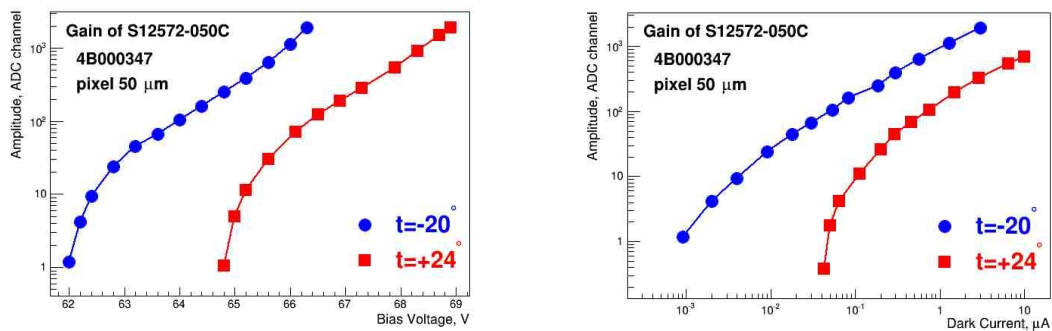 Gain of S12572-050C
4B000347
pixel 50 μm
Amplitude, ADC channel
10³
10²
10
1
t=-20°
t=+24°
62 63 64 65 66 67 68 69
Bias Voltage, V
Gain of S12572-050C
4B000347
pixel 50 μm
Amplitude, ADC channel
10³
10²
10
1
t=-20°
t=+24°
10⁻³ 10⁻² 10⁻¹ 1 10
Dark Current, μA